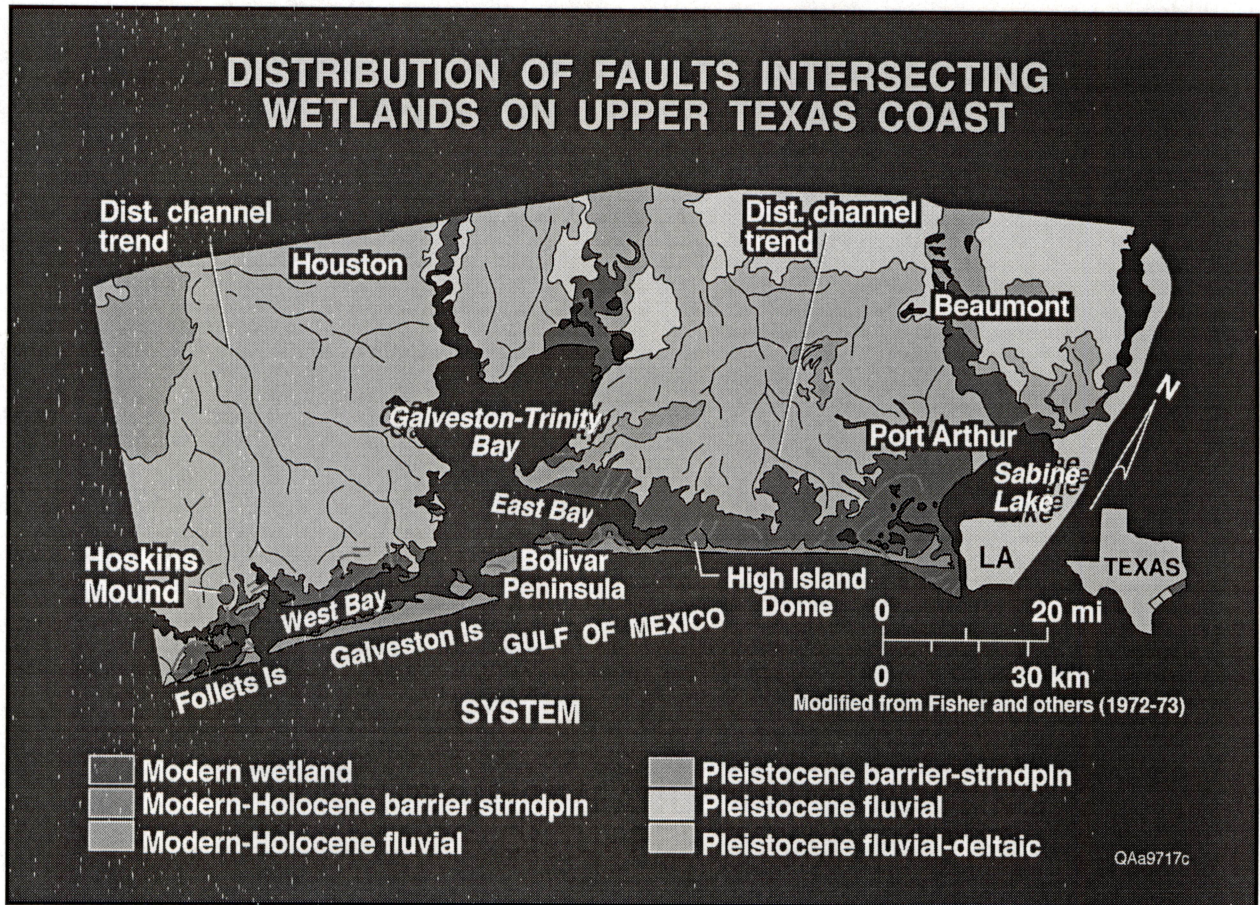 DISTRIBUTION OF FAULTS INTERSECTING
WETLANDS ON UPPER TEXAS COAST
Dist. channel
trend
Houston
Dist. channel
trend
Beaumont
Galveston-Trinity
Bay
Port Arthur
Sabine
Lake
N
East Bay
Hoskins
Mound
West Bay
Bolivar
Peninsula
High Island
Dome
LA
TEXAS
Galveston Is
GULF OF MEXICO
Follets Is
0 20 mi
0 30 km
Modified from Fisher and others (1972-73)
SYSTEM
Modern wetland
Modern-Holocene barrier strndpln
Modern-Holocene fluvial
Pleistocene barrier-strndpln
Pleistocene fluvial
Pleistocene fluvial-deltaic
QAa9717c